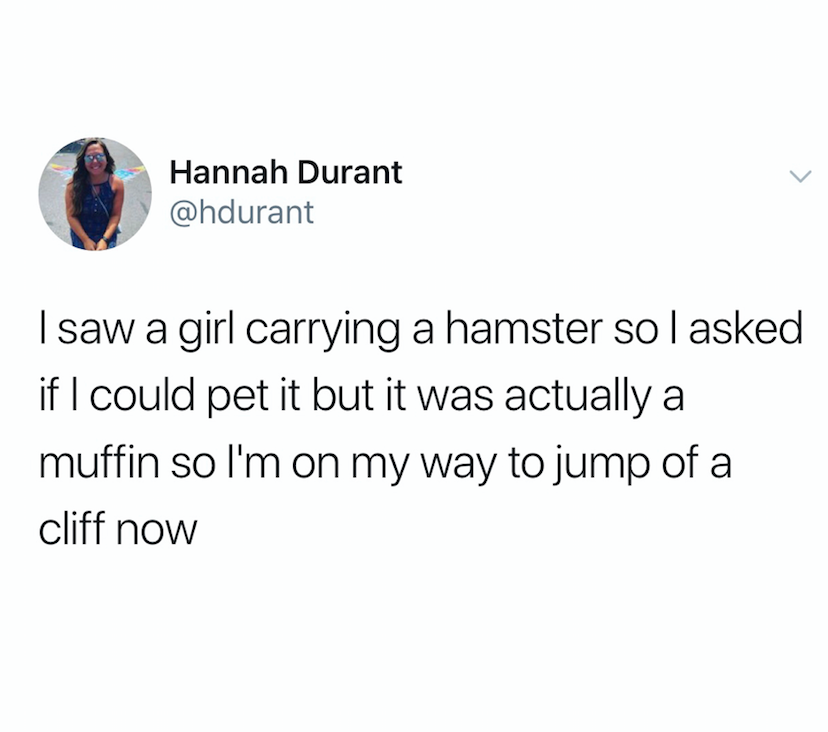 Hannah Durant
@hdurant
I saw a girl carrying a hamster so I asked
if I could pet it but it was actually a
muffin so I'm on my way to jump of a
cliff now